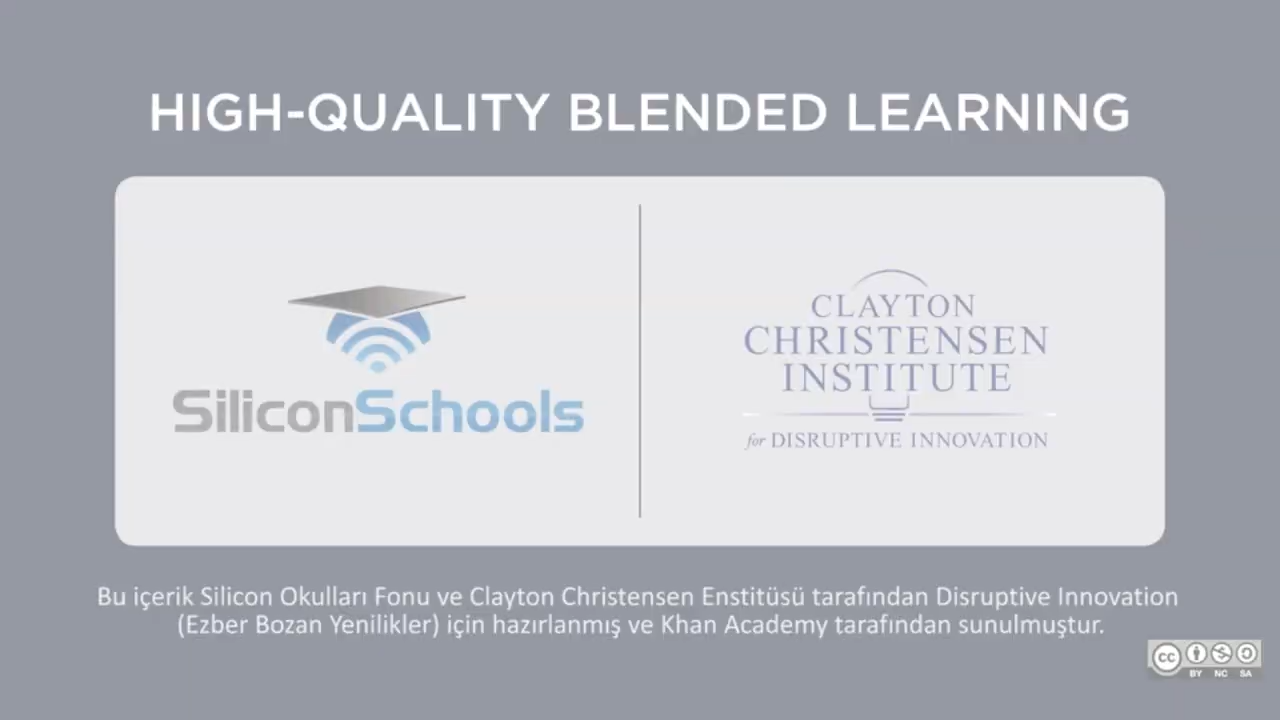 HIGH-QUALITY BLENDED LEARNING
SiliconSchools
CLAYTON
CHRISTENSEN
INSTITUTE
for DISRUPTIVE INNOVATION
Bu içerik Silicon Okulları Fonu ve Clayton Christensen Enstitüsü tarafından Disruptive Innovation
(Ezber Bozan Yenilikler) için hazırlanmış ve Khan Academy tarafından sunulmuştur.
cc
BY NC SA